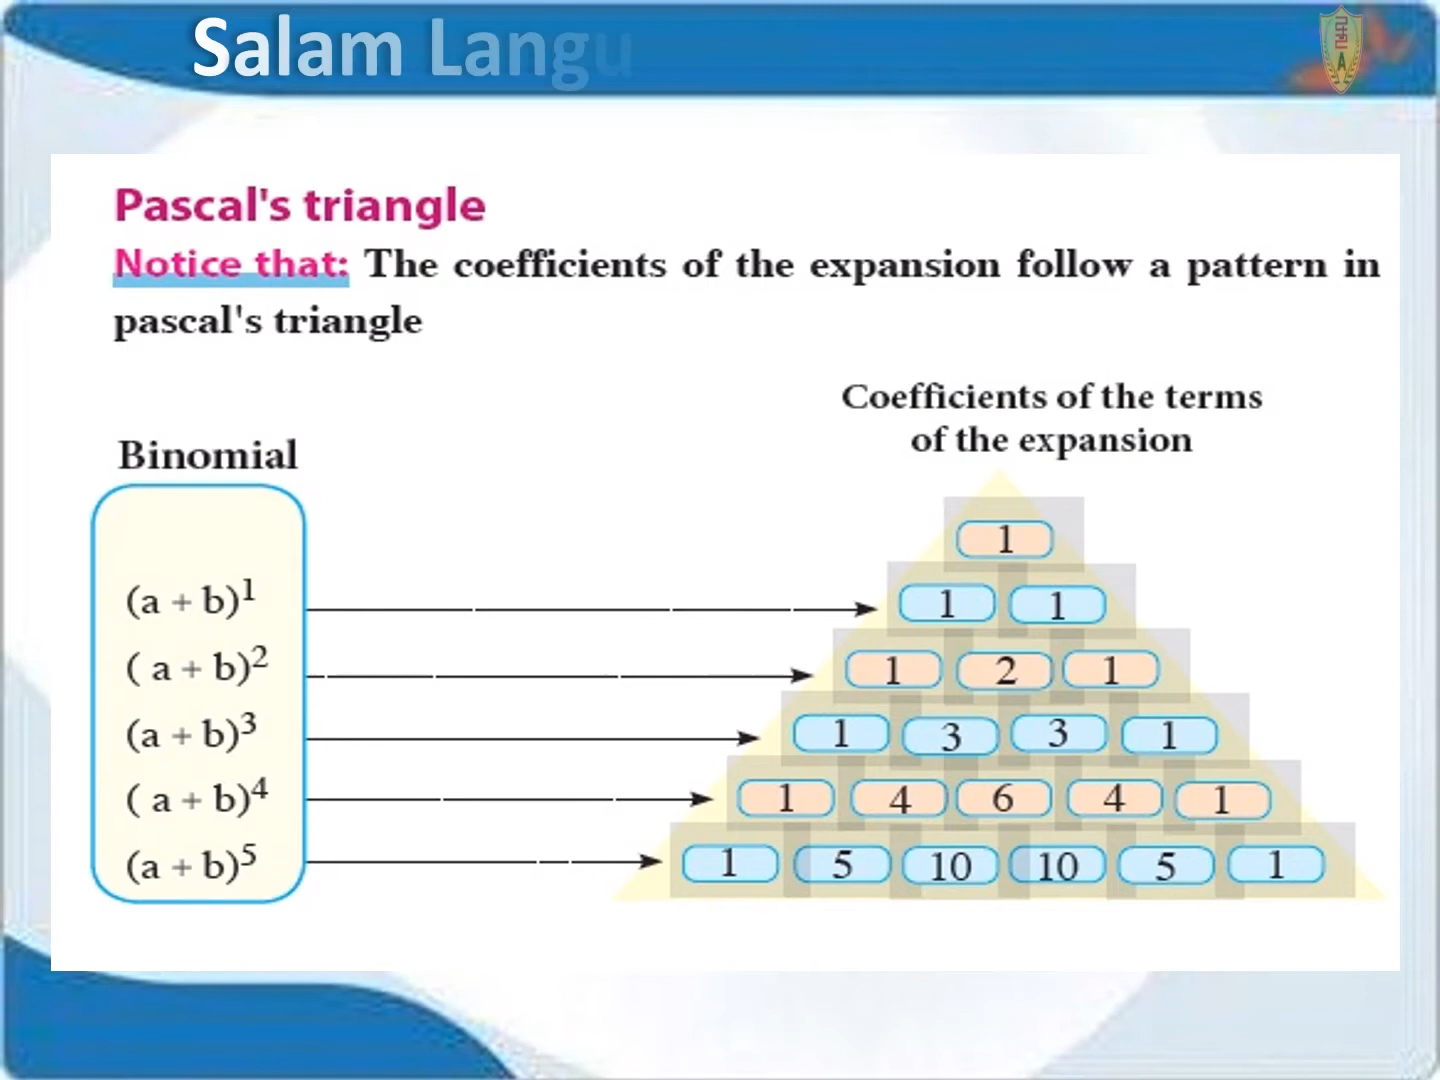 Salam Langu
Pascal's triangle
Notice that: The coefficients of the expansion follow a pattern in
pascal's triangle
Coefficients of the terms
of the expansion
Binomial
1
(a + b)¹ 1 1
( a + b)² 1 2 1
(a + b)³ 1 3 3 1
( a + b)⁴ 1 4 6 4 1
(a + b)⁵ 1 5 10 10 5 1